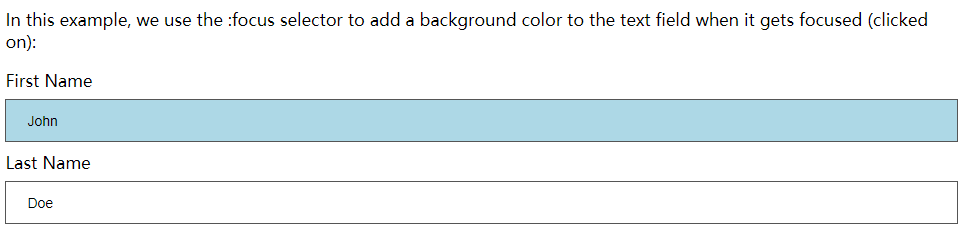 In this example, we use the :focus selector to add a background color to the text field when it gets focused (clicked
on):
First Name
John
Last Name
Doe